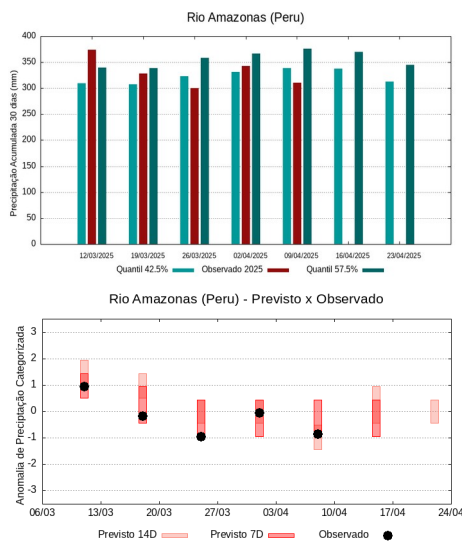 Rio Amazonas (Peru)
Precipitação Acumulada 30 dias (mm)
400
350
300
250
200
150
100
50
0
12/03/2025 19/03/2025 26/03/2025 02/04/2025 09/04/2025 16/04/2025 23/04/2025
Quantil 42.5% Observado 2025 Quantil 57.5%
Rio Amazonas (Peru) - Previsto x Observado
Anomalia de Preciptação Categorizada
3
2
1
0
-1
-2
-3
06/03 13/03 20/03 27/03 03/04 10/04 17/04 24/04
Previsto 14D Previsto 7D Observado